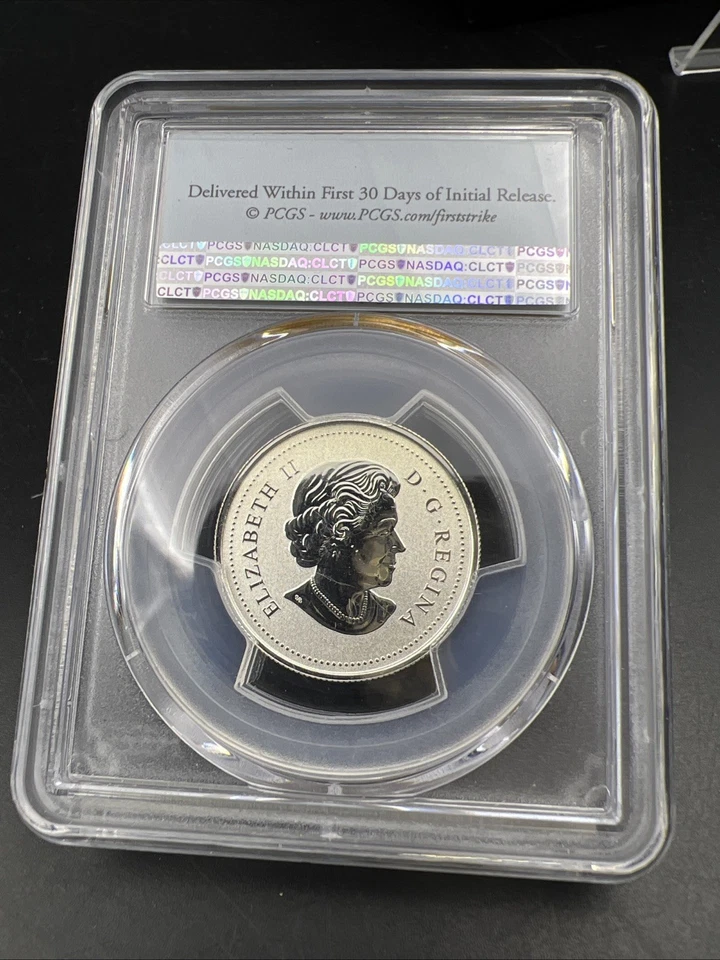 Delivered Within First 30 Days of Initial Release.
© PCGS - www.PCGS.com/firststrike
CLCT PCGS NASDAQ:CLCT PCGS NASDAQ:CLCT PCGS
:CLCT PCGS NASDAQ:CLCT PCGS NASDAQ:CLCT PCGS
CLCT PCGS NASDAQ:CLCT PCGS NASDAQ:CLCT PCGS
CLCT PCGS NASDAQ:CLCT PCGS NASDAQ:CLCT PCGS
ELIZABETH II D·G·REGINA